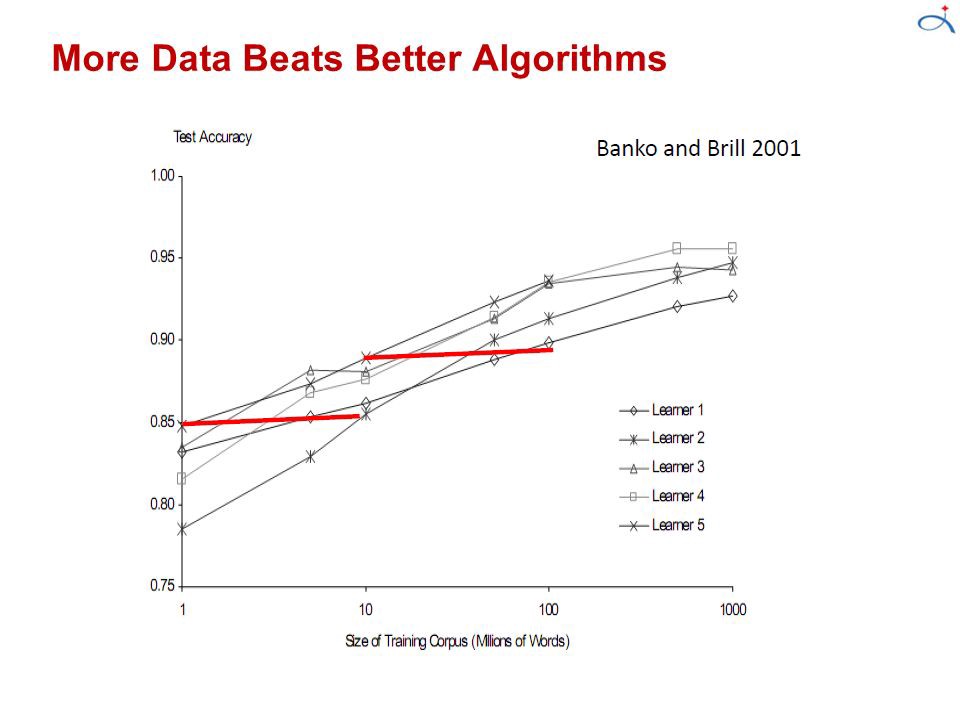 More Data Beats Better Algorithms
Test Accuracy
Banko and Brill 2001
1.00
0.95
0.90
0.85
0.80
0.75
Learner 1
Learner 2
Learner 3
Learner 4
Learner 5
1 10 100 1000
Size of Training Corpus (Millions of Words)